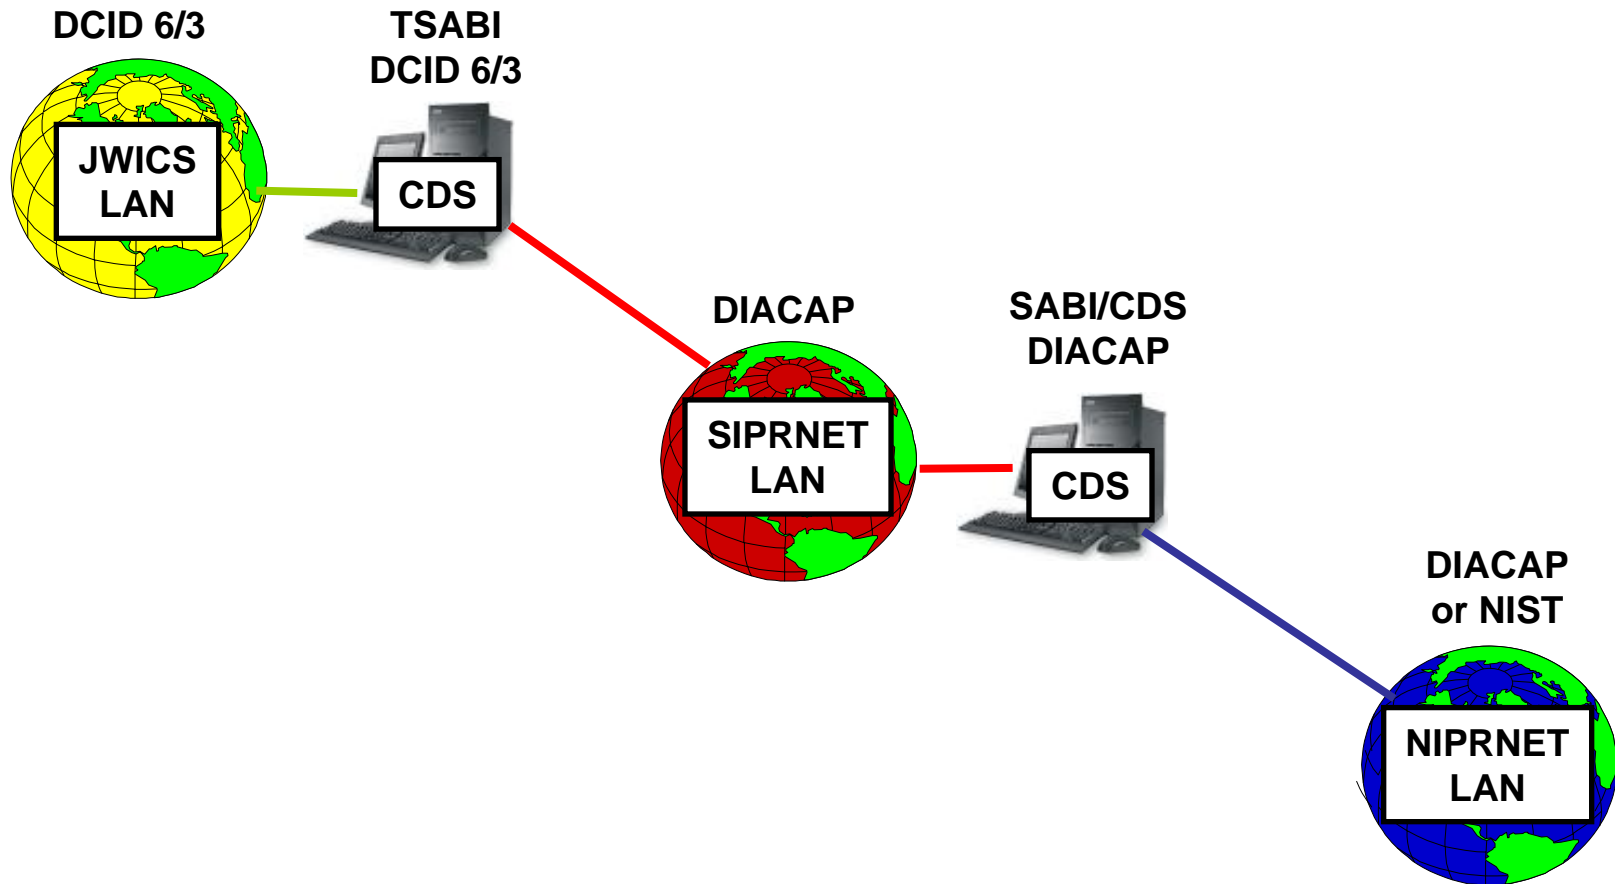 DCID 6/3
JWICS
LAN
TSABI
DCID 6/3
CDS
DIACAP
SIPRNET
LAN
SABI/CDS
DIACAP
CDS
DIACAP
or NIST
NIPRNET
LAN